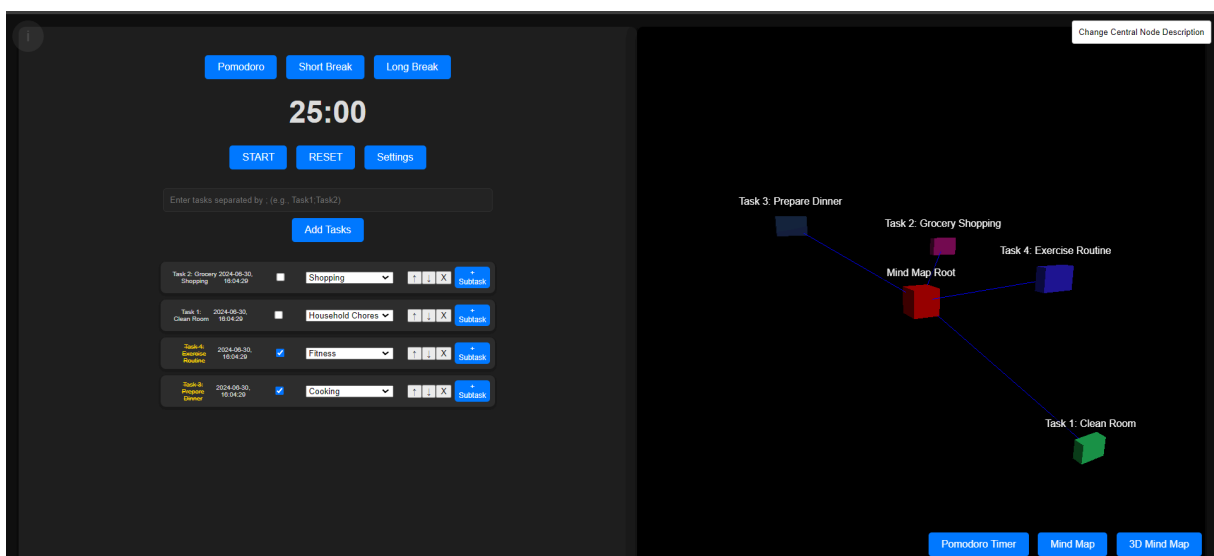 i
Change Central Node Description
Pomodoro
Short Break
Long Break
25:00
START
RESET
Settings
Enter tasks separated by ; (e.g., Task1;Task2)
Add Tasks
Task 2: Grocery
Shopping
2024-06-30,
16:04:29
Shopping
↑
↓
X
+
Subtask
Task 1:
Clean Room
2024-06-30,
16:04:29
Household Chores
↑
↓
X
+
Subtask
Task 4:
Exercise
Routine
2024-06-30,
16:04:29
Fitness
↑
↓
X
+
Subtask
Task 3:
Prepare
Dinner
2024-06-30,
16:04:29
Cooking
↑
↓
X
+
Subtask
Task 3: Prepare Dinner
Task 2: Grocery Shopping
Task 4: Exercise Routine
Mind Map Root
Task 1: Clean Room
Pomodoro Timer
Mind Map
3D Mind Map